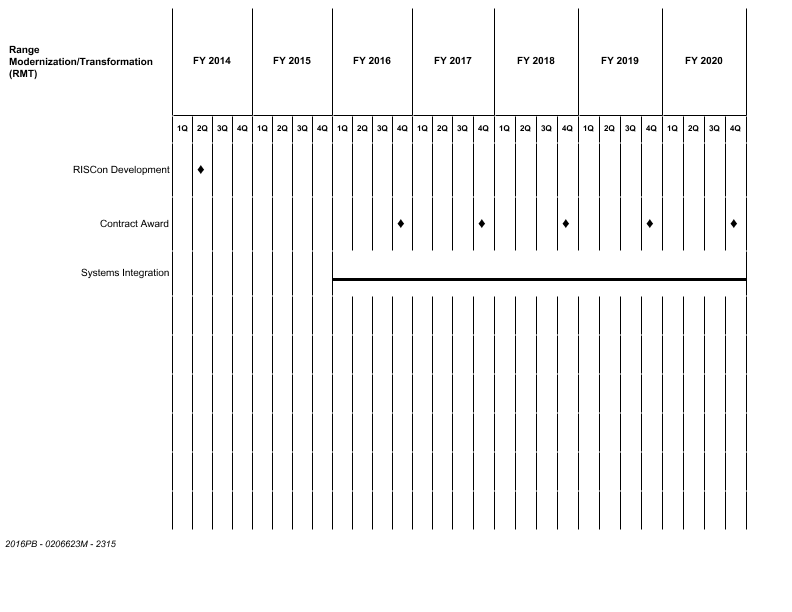 Range
Modernization/Transformation
(RMT)
FY 2014 FY 2015 FY 2016 FY 2017 FY 2018 FY 2019 FY 2020
1Q 2Q 3Q 4Q 1Q 2Q 3Q 4Q 1Q 2Q 3Q 4Q 1Q 2Q 3Q 4Q 1Q 2Q 3Q 4Q 1Q 2Q 3Q 4Q 1Q 2Q 3Q 4Q
RISCon Development
Contract Award
Systems Integration
2016PB - 0206623M - 2315